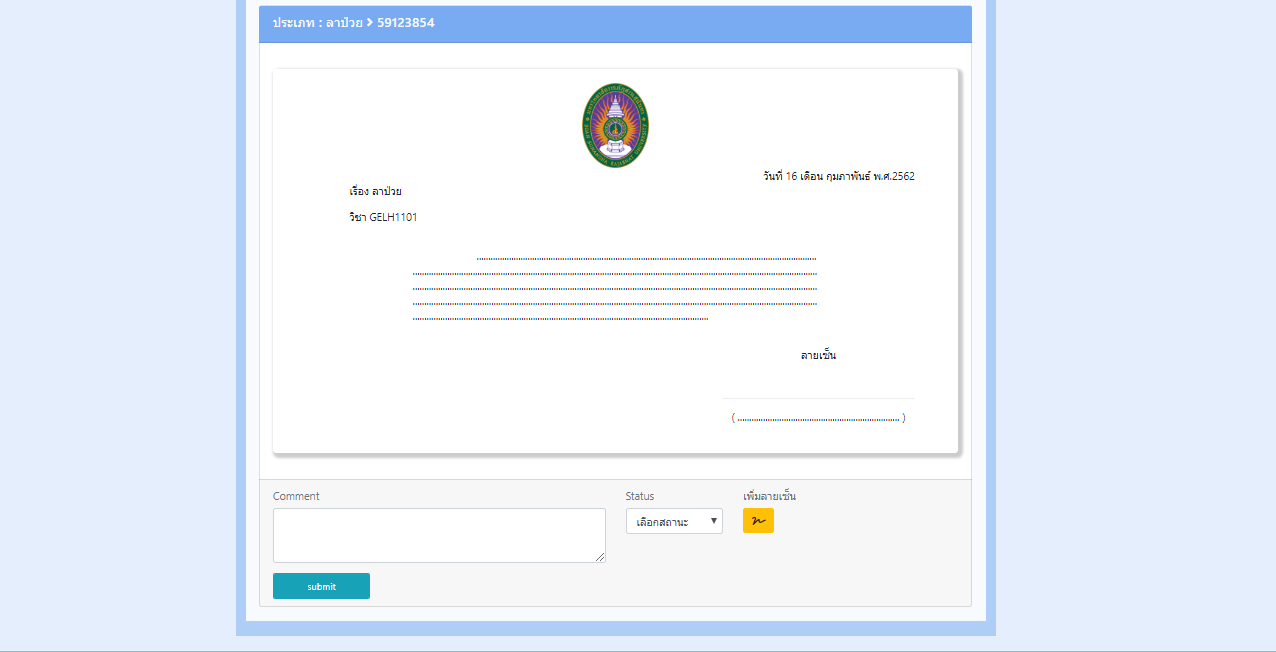 ประเภท : ลาป่วย > 59123854
วันที่ 16 เดือน กุมภาพันธ์ พ.ศ.2562
เรื่อง ลาป่วย
วิชา GELH1101
ลายเซ็น
( ........................................................................ )
Comment
Status
เพิ่มลายเซ็น
เลือกสถานะ
submit